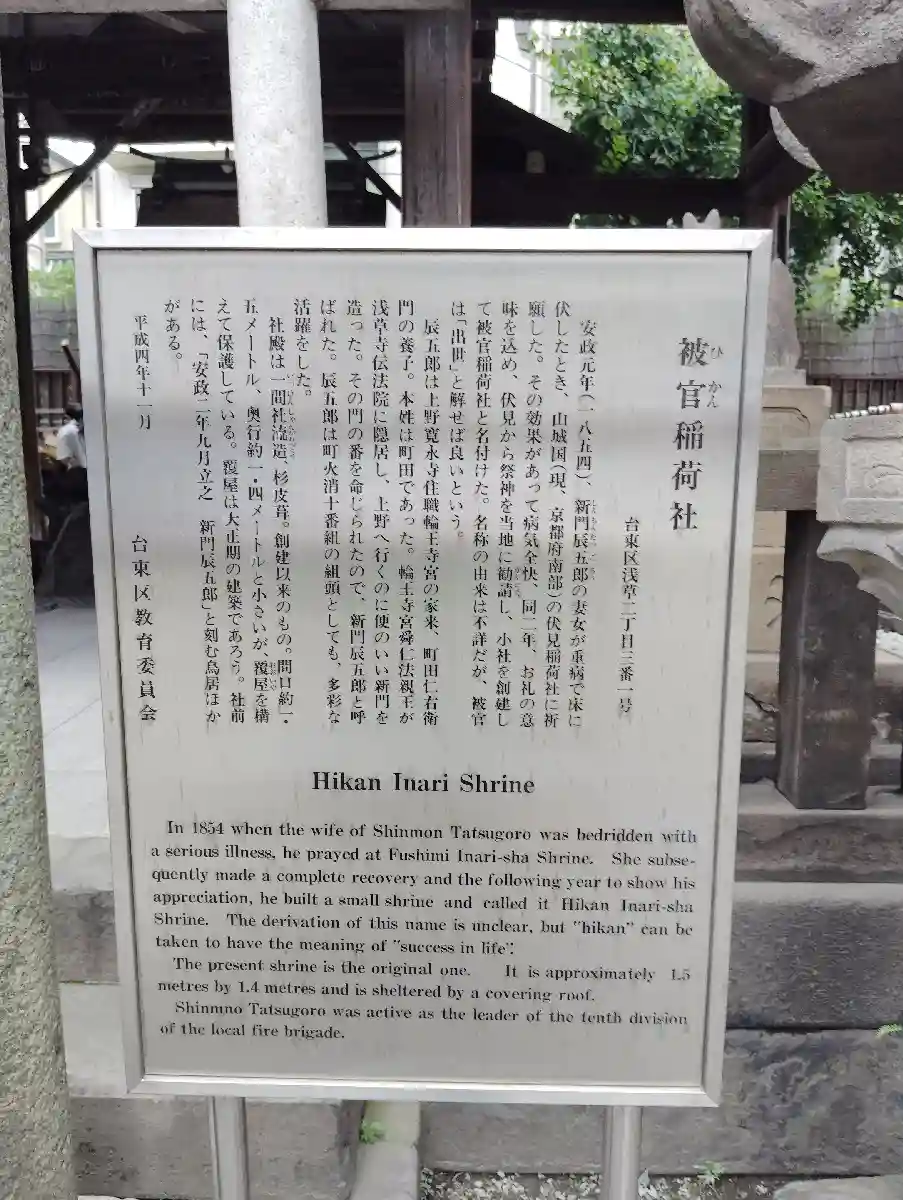 被官稲荷社
台東区浅草二丁目三番一号
安政元年（一八五四）、新門辰五郎の妻女が重病で床に
伏したとき、山城国（現、京都府南部）の伏見稲荷社に祈
願した。その効果があって病気全快、同二年、お礼の意
味を込め、伏見から祭神を当地に勧請し、小社を創建し
て被官稲荷社と名付けた。名称の由来は不詳だが、被官
は「出世」と解せば良いという。
辰五郎は上野寛永寺住職輪王寺宮の家来、町田仁右衛
門の養子。本姓は町田であった。輪王寺宮舜仁法親王が
浅草寺伝法院に隠居し、上野へ行くのに便のいい新門を
造った。その門の番を命じられたので、新門辰五郎と呼
ばれた。辰五郎は町火消十番組の組頭としても、多彩な
活躍をした。
社殿は一間社流造、杉皮葺。創建以来のもの。間口約一・
五メートル、奥行約一・四メートルと小さいが、覆屋を構
えて保護している。覆屋は大正期の建築であろう。社前
には、「安政二年九月立之　新門辰五郎」と刻む鳥居ほか
がある。
平成四年十一月
台東区教育委員会
Hikan Inari Shrine
In 1854 when the wife of Shinmon Tatsugoro was bedridden with
a serious illness, he prayed at Fushimi Inari-sha Shrine. She subse-
quently made a complete recovery and the following year to show his
appreciation, he built a small shrine and called it Hikan Inari-sha
Shrine. The derivation of this name is unclear, but "hikan" can be
taken to have the meaning of "success in life".
The present shrine is the original one. It is approximately 1.5
metres by 1.4 metres and is sheltered by a covering roof.
Shinmno Tatsugoro was active as the leader of the tenth division
of the local fire brigade.